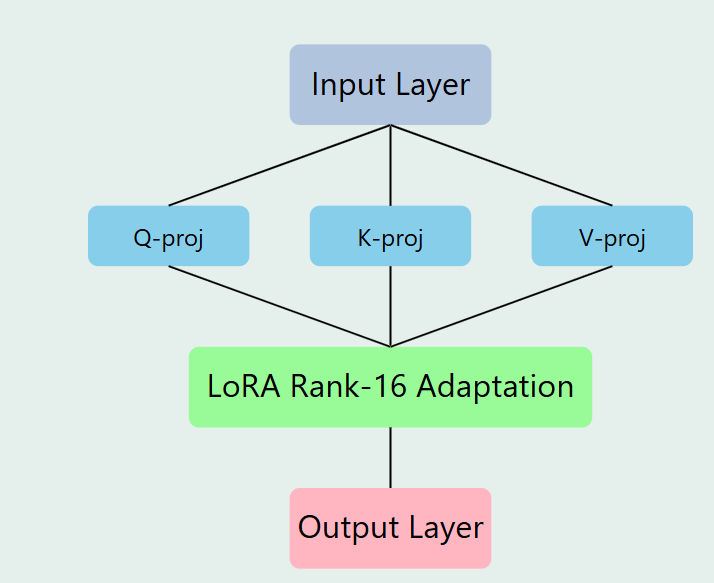 Input Layer
Q-proj
K-proj
V-proj
LoRA Rank-16 Adaptation
Output Layer